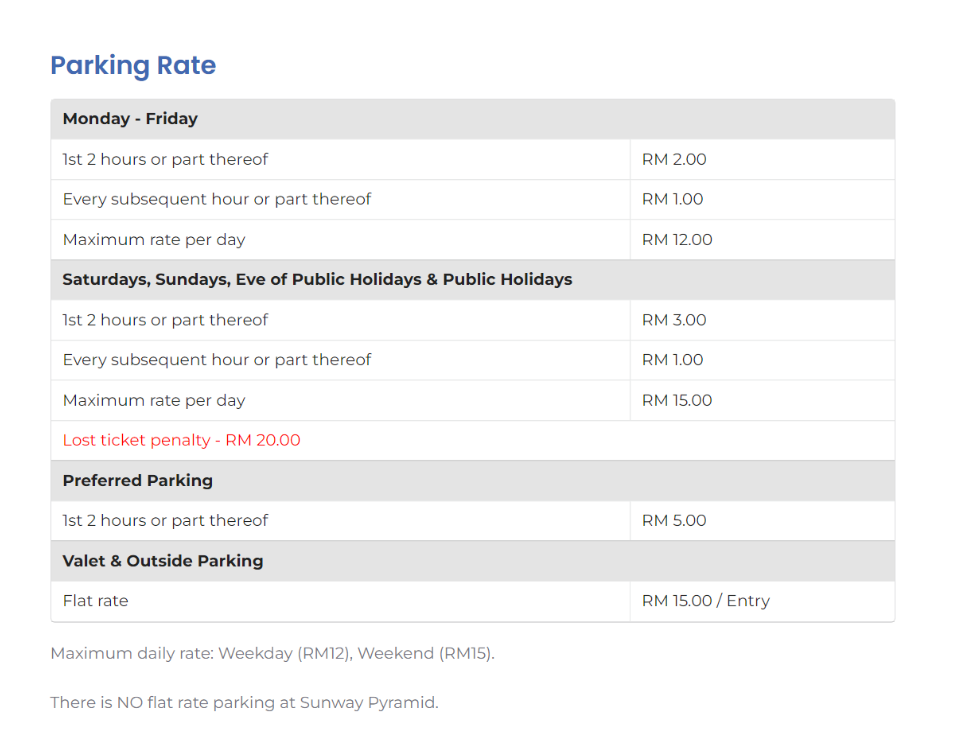 Parking Rate
Monday - Friday
1st 2 hours or part thereof RM 2.00
Every subsequent hour or part thereof RM 1.00
Maximum rate per day RM 12.00
Saturdays, Sundays, Eve of Public Holidays & Public Holidays
1st 2 hours or part thereof RM 3.00
Every subsequent hour or part thereof RM 1.00
Maximum rate per day RM 15.00
Lost ticket penalty - RM 20.00
Preferred Parking
1st 2 hours or part thereof RM 5.00
Valet & Outside Parking
Flat rate RM 15.00 / Entry
Maximum daily rate: Weekday (RM12), Weekend (RM15).
There is NO flat rate parking at Sunway Pyramid.